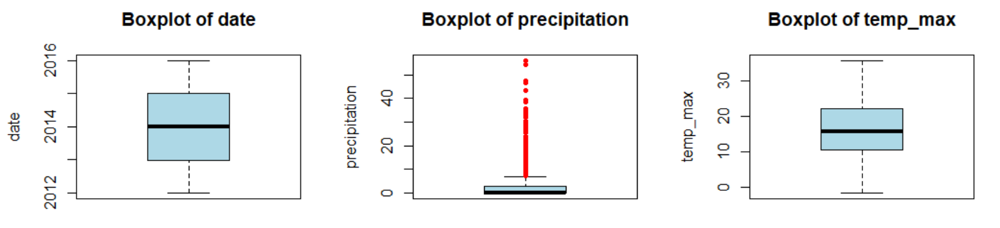 Boxplot of date
date
2012
2014
2016
Boxplot of precipitation
precipitation
0
20
40
Boxplot of temp_max
temp_max
0
10
20
30